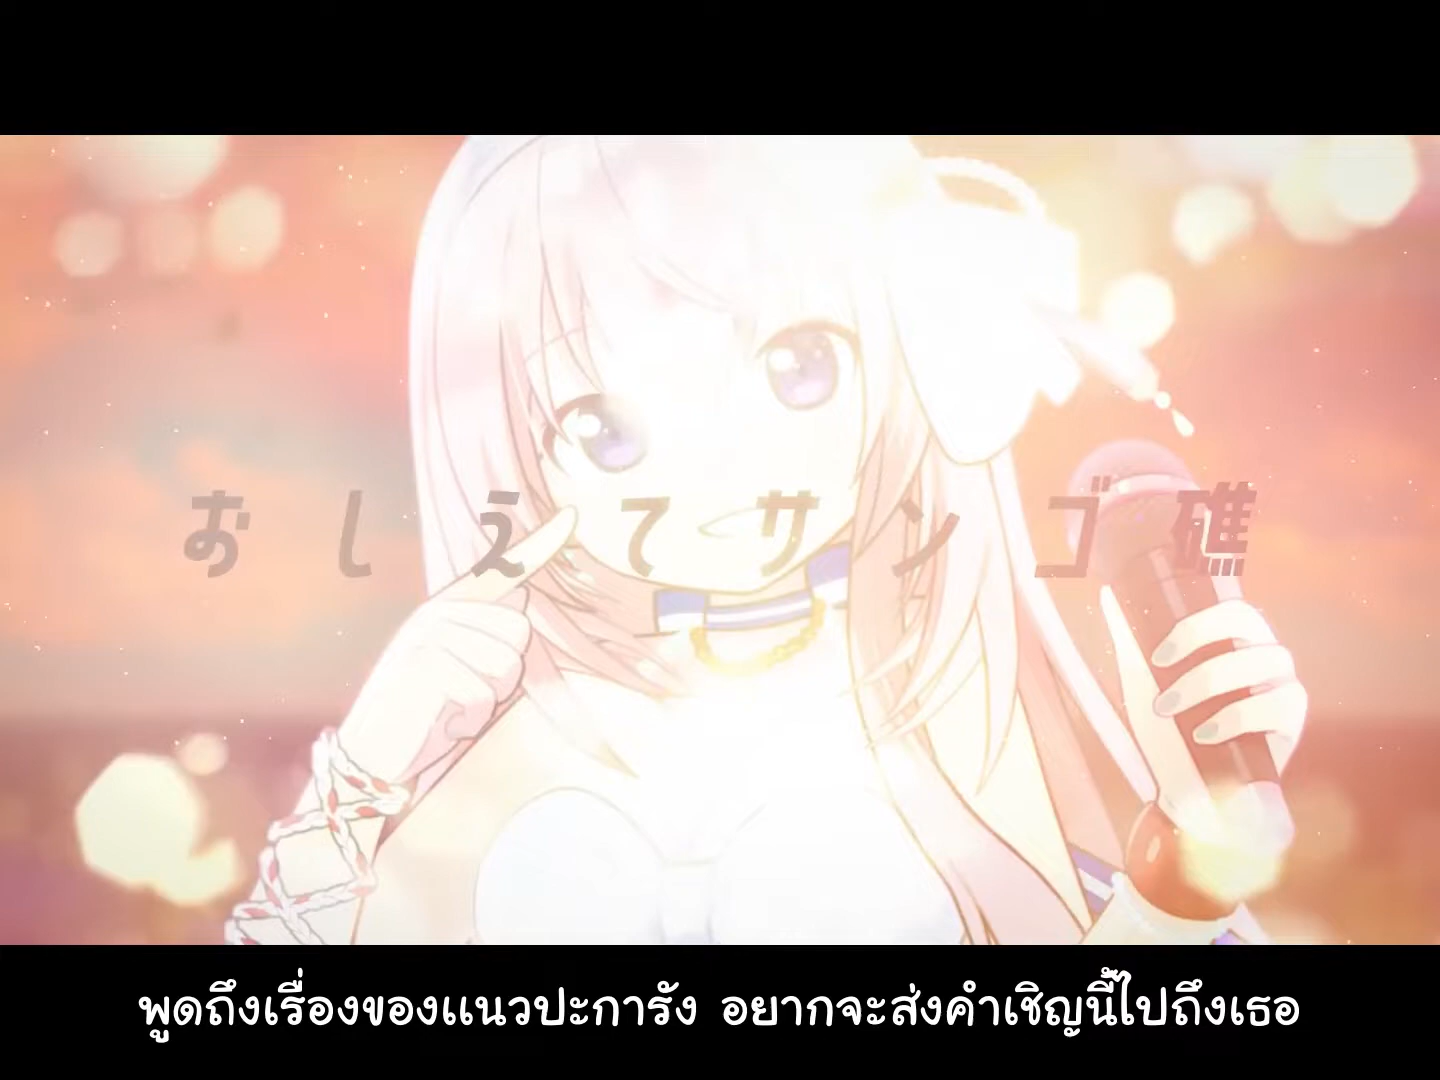 おしえてサンゴ礁
พูดถึงเรื่องของแนวปะการัง อยากจะส่งคำเชิญนี้ไปถึงเธอ